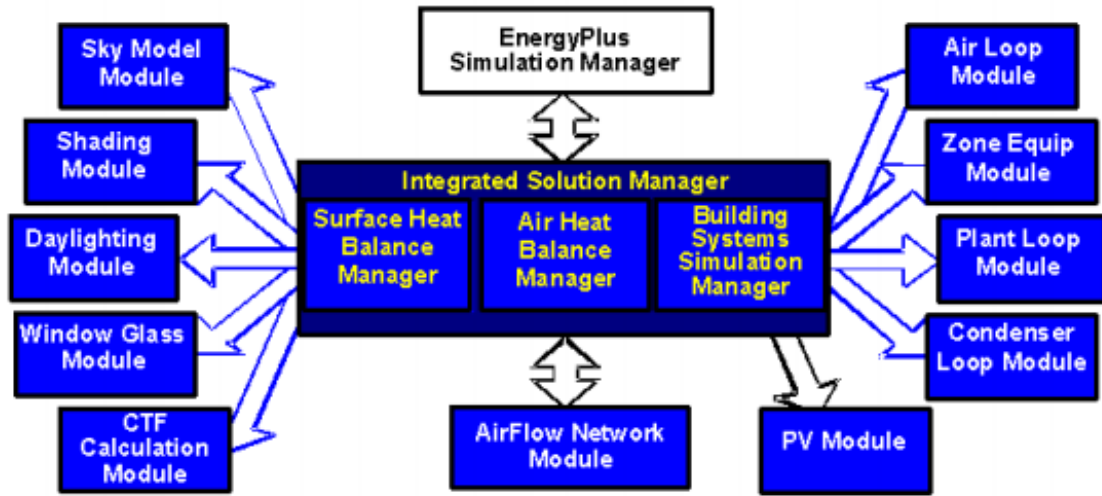 EnergyPlus
Simulation Manager
Sky Model
Module
Shading
Module
Daylighting
Module
Window Glass
Module
CTF
Calculation
Module
Integrated Solution Manager
Surface Heat
Balance
Manager
Air Heat
Balance
Manager
Building
Systems
Simulation
Manager
AirFlow Network
Module
Air Loop
Module
Zone Equip
Module
Plant Loop
Module
Condenser
Loop Module
PV Module